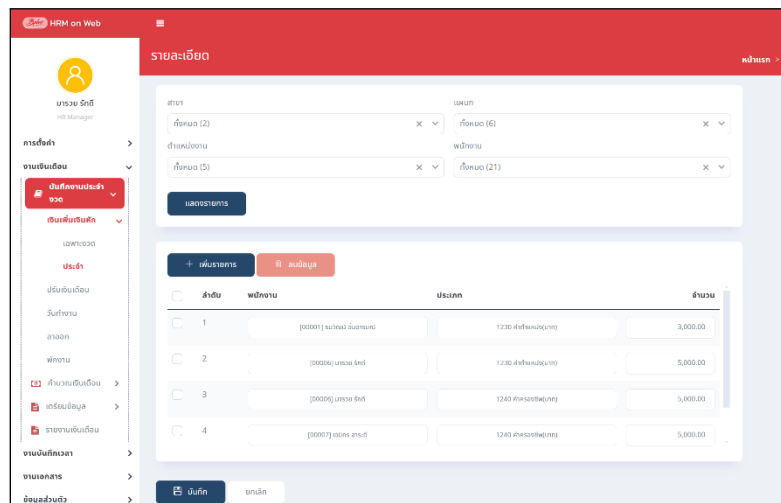 HRM on Web
รายละเอียด
หน้าแรก >
มารวย รักดี
HR Manager
การตั้งค่า
งานเงินเดือน
บันทึกงานประจำ
งวด
เงินเพิ่มเงินหัก
เฉพาะงวด
ประจำ
ปรับเงินเดือน
วันทำงาน
ลาออก
พักงาน
คำนวณเงินเดือน
เตรียมข้อมูล
รายงานเงินเดือน
งานบันทึกเวลา
งานเอกสาร
ข้อมูลส่วนตัว
สาขา
แผนก
ทั้งหมด (2)
ทั้งหมด (6)
ตำแหน่งงาน
พนักงาน
ทั้งหมด (5)
ทั้งหมด (21)
แสดงรายการ
+ เพิ่มรายการ
ลบข้อมูล
ลำดับ พนักงาน ประเภท จำนวน
1 [00001] 1230 ค่าตำแหน่ง(บาท) 3,000.00
2 [00006] มารวย รักดี 1230 ค่าตำแหน่ง(บาท) 5,000.00
3 [00006] มารวย รักดี 1240 ค่าครองชีพ(บาท) 5,000.00
4 [00007] 1240 ค่าครองชีพ(บาท) 5,000.00
บันทึก
ยกเลิก